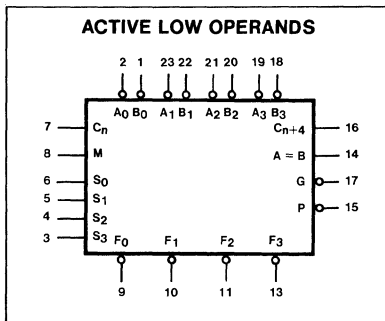 ACTIVE LOW OPERANDS
2 1 23 22 21 20 19 18
A0 B0 A1 B1 A2 B2 A3 B3
7 Cn Cn+4 16
8 M A = B 14
6 S0 G 17
5 S1 P 15
4 S2
3 S3 F0 F1 F2 F3
9 10 11 13